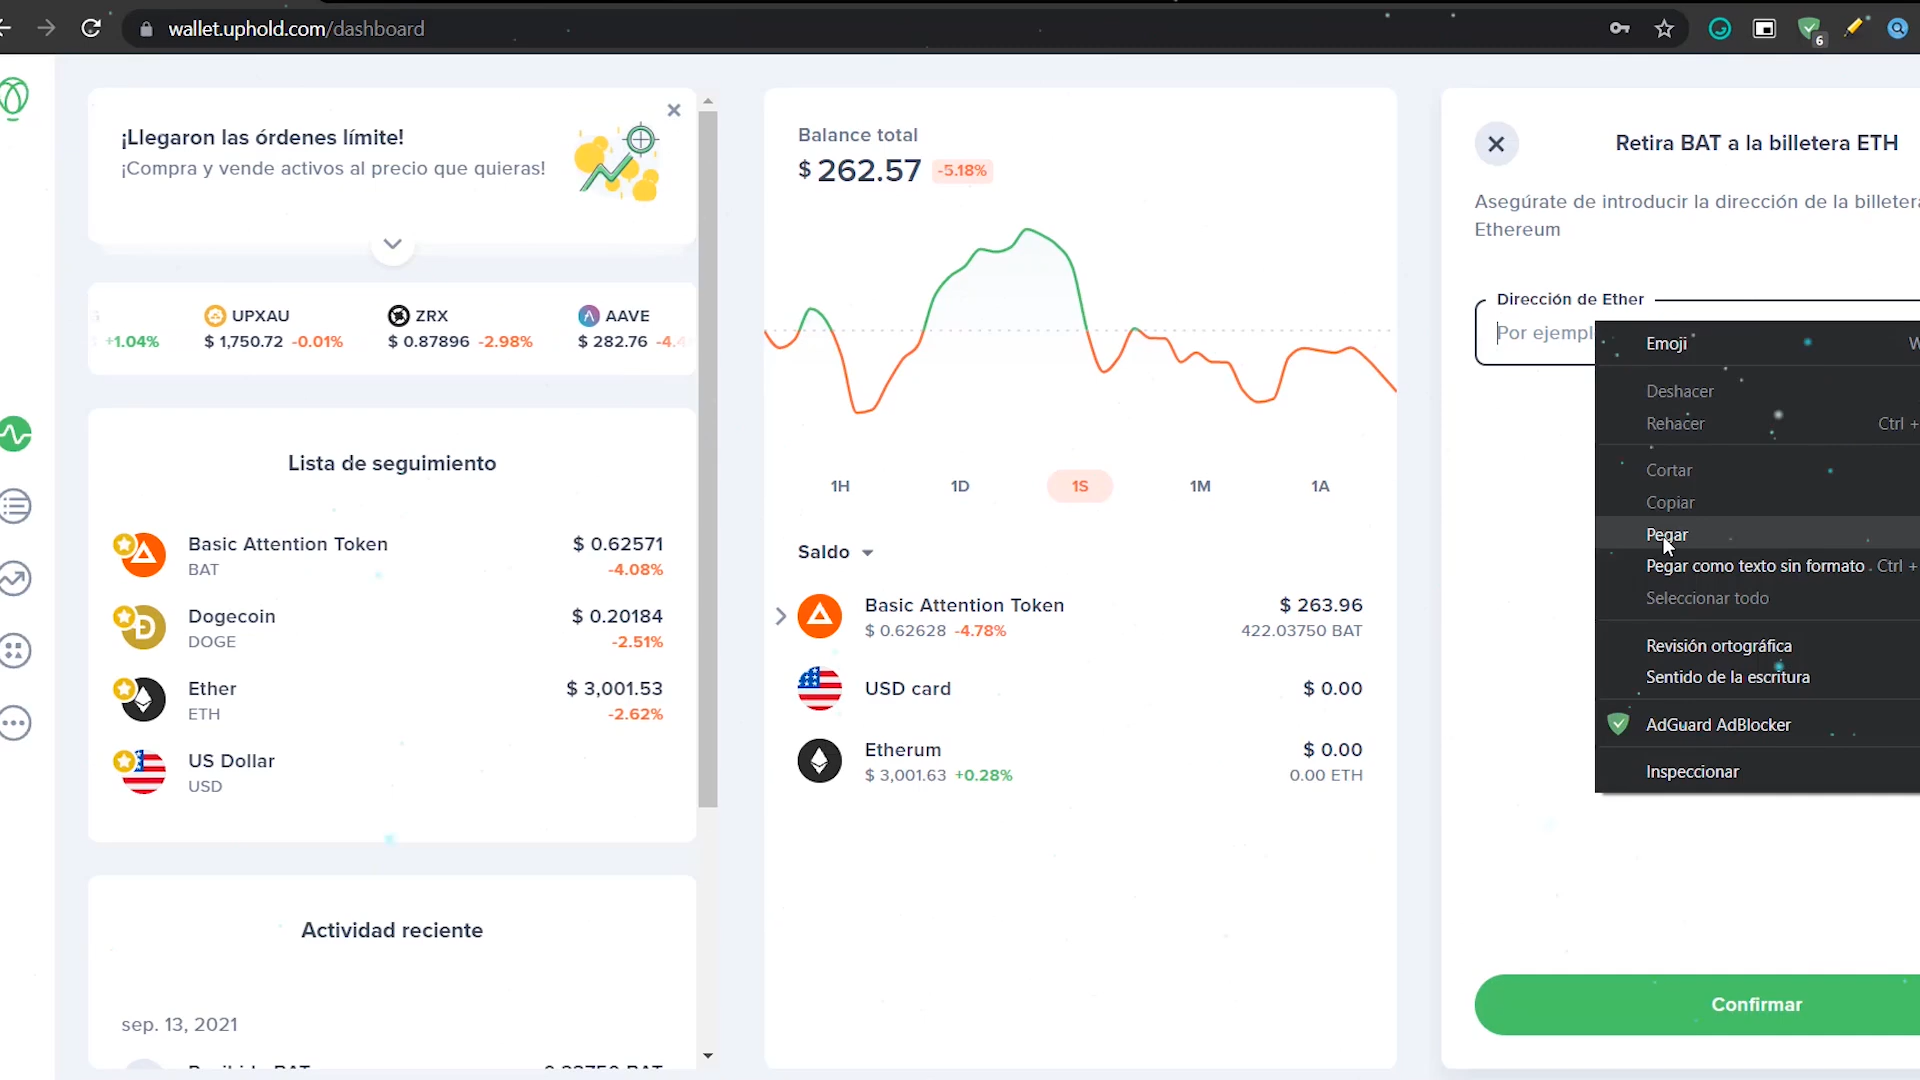 wallet.uphold.com/dashboard
6
¡Llegaron las órdenes límite!
¡Compra y vende activos al precio que quieras!
+1.04%
UPXAU
$ 1,750.72 -0.01%
ZRX
$ 0.87896 -2.98%
AAVE
$ 282.76 -4.4
Lista de seguimiento
Basic Attention Token
$ 0.62571
BAT
-4.08%
Dogecoin
$ 0.20184
DOGE
-2.51%
Ether
$ 3,001.53
ETH
-2.62%
US Dollar
USD
Actividad reciente
sep. 13, 2021
Balance total
$ 262.57 -5.18%
1H 1D 1S 1M 1A
Saldo
Basic Attention Token
$ 263.96
$ 0.62628 -4.78%
422.03750 BAT
USD card
$ 0.00
Etherum
$ 0.00
$ 3,001.63 +0.28%
0.00 ETH
Retira BAT a la billetera ETH
Asegúrate de introducir la dirección de la billetera
Ethereum
Dirección de Ether
Por ejempl
Emoji W
Deshacer
Rehacer Ctrl +
Cortar
Copiar
Pegar
Pegar como texto sin formato Ctrl +
Seleccionar todo
Revisión ortográfica
Sentido de la escritura
AdGuard AdBlocker
Inspeccionar
Confirmar